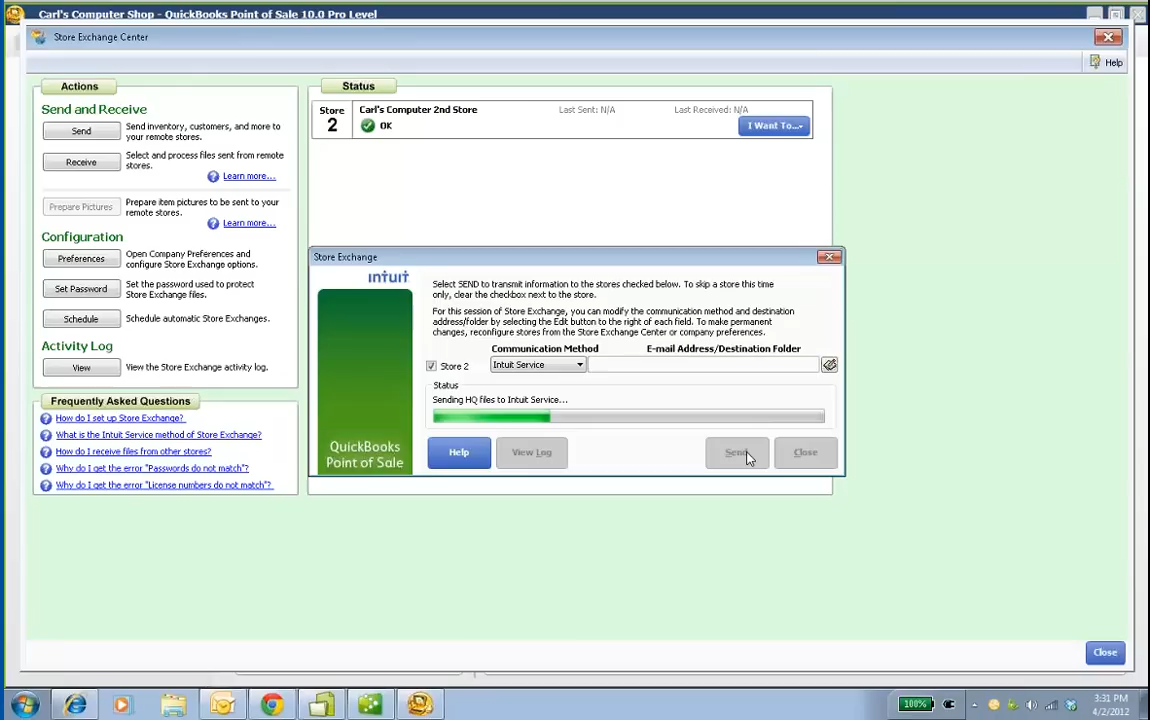 Carl's Computer Shop - QuickBooks Point of Sale 10.0 Pro Level
Store Exchange Center
Help
Actions
Send and Receive
Send
Send inventory, customers, and more to
your remote stores.
Receive
Select and process files sent from remote
stores.
Learn more...
Prepare Pictures
Prepare item pictures to be sent to your
remote stores.
Learn more...
Configuration
Preferences
Open Company Preferences and
configure Store Exchange options.
Set Password
Set the password used to protect
Store Exchange files.
Schedule
Schedule automatic Store Exchanges.
Activity Log
View
View the Store Exchange activity log.
Frequently Asked Questions
How do I set up Store Exchange?
What is the Intuit Service method of Store Exchange?
How do I receive files from other stores?
Why do I get the error "Passwords do not match"?
Why do I get the error "License numbers do not match"?
Status
Store
2
Carl's Computer 2nd Store
Last Sent: N/A
Last Received: N/A
OK
I Want To...
Store Exchange
intuit
Select SEND to transmit information to the stores checked below. To skip a store this time
only, clear the checkbox next to the store.
For this session of Store Exchange, you can modify the communication method and destination
address/folder by selecting the Edit button to the right of each field. To make permanent
changes, reconfigure stores from the Store Exchange Center or company preferences.
Communication Method
E-mail Address/Destination Folder
Store 2
Intuit Service
Status
Sending HQ files to Intuit Service...
QuickBooks
Point of Sale
Help
View Log
Send
Close
Close
100%
3:31 PM
4/2/2012